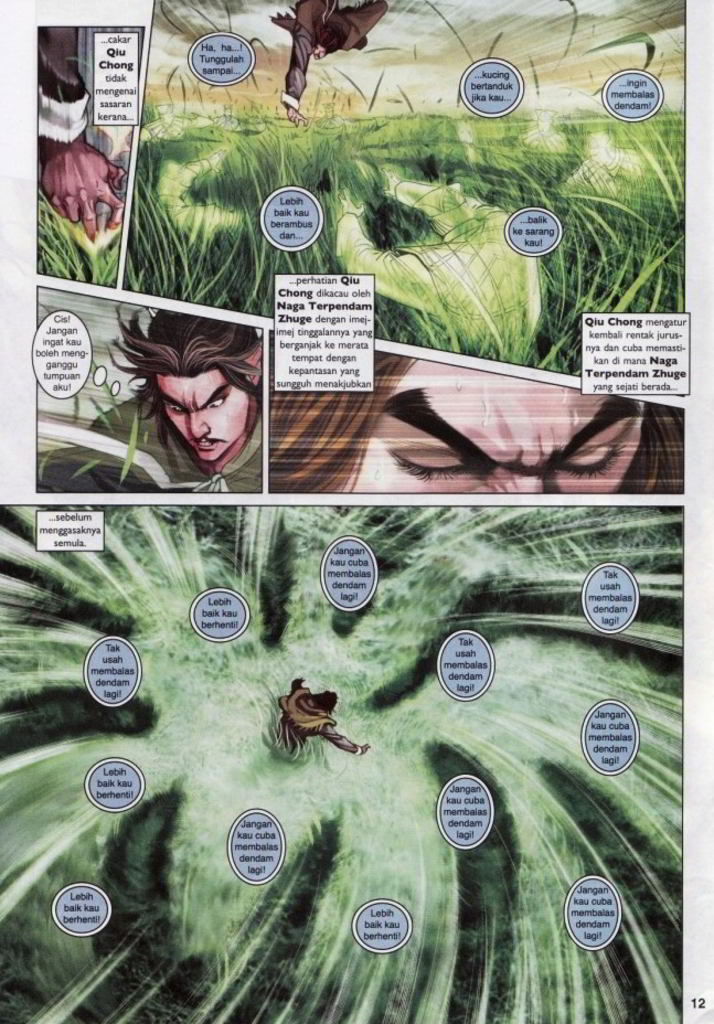 ...cakar
Qiu
Chong
tidak
mengenai
sasaran
kerana...
Ha, ha...!
Tunggulah
sampai...
...kucing
bertanduk
jika kau...
...ingin
membalas
dendam!
Lebih
baik kau
berambus
dan...
...balik
ke sarang
kau!
Cis!
Jangan
ingat kau
boleh meng-
ganggu
tumpuan
aku!
...perhatian Qiu
Chong dikacau oleh
Naga Terpendam
Zhuge dengan imej-
imej tinggalannya yang
berganjak ke merata
tempat dengan
kepantasan yang
sungguh menakjubkan
Qiu Chong mengatur
kembali rentak jurus-
nya dan cuba memasti-
kan di mana Naga
Terpendam Zhuge
yang sejati berada...
...sebelum
menggasaknya
semula.
Jangan
kau cuba
membalas
dendam
lagi!
Tak
usah
membalas
dendam
lagi!
Lebih
baik kau
berhenti!
Tak
usah
membalas
dendam
lagi!
Tak
usah
membalas
dendam
lagi!
Jangan
kau cuba
membalas
dendam
lagi!
Lebih
baik kau
berhenti!
Jangan
kau cuba
membalas
dendam
lagi!
Jangan
kau cuba
membalas
dendam
lagi!
Lebih
baik kau
berhenti!
Lebih
baik kau
berhenti!
Jangan
kau cuba
membalas
dendam
lagi!
12